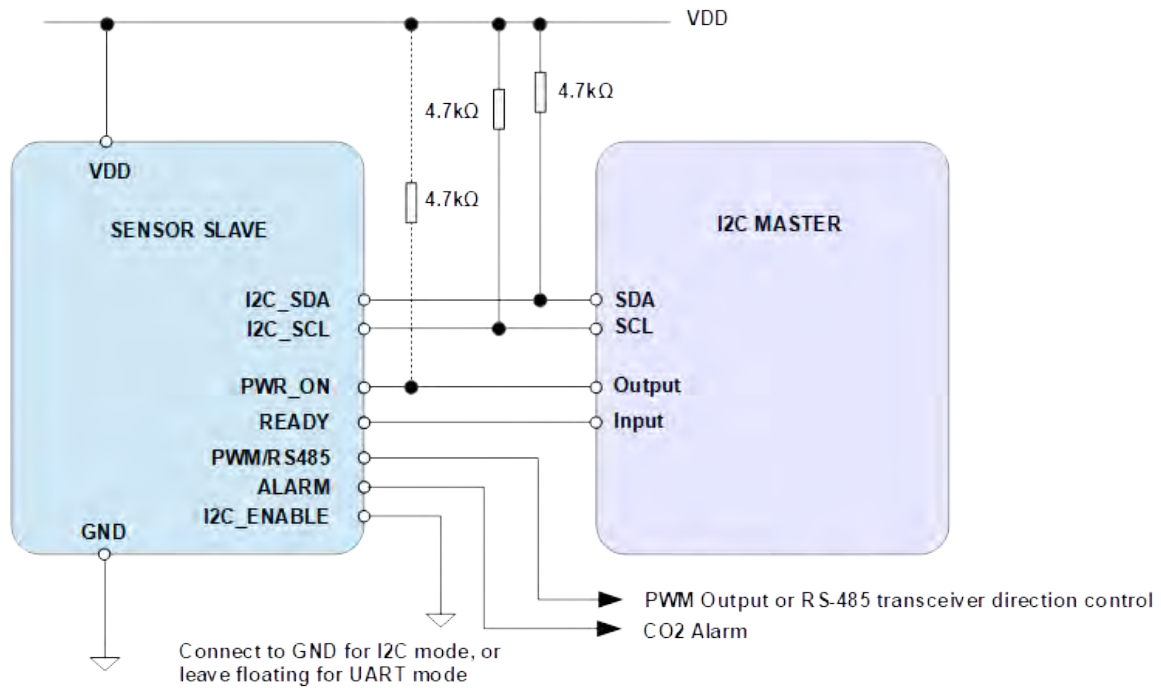 VDD
4.7kΩ
4.7kΩ
4.7kΩ
VDD
SENSOR SLAVE
I2C MASTER
I2C_SDA
SDA
I2C_SCL
SCL
PWR_ON
Output
READY
Input
PWM/RS485
ALARM
I2C_ENABLE
GND
PWM Output or RS-485 transceiver direction control
CO2 Alarm
Connect to GND for I2C mode, or
leave floating for UART mode